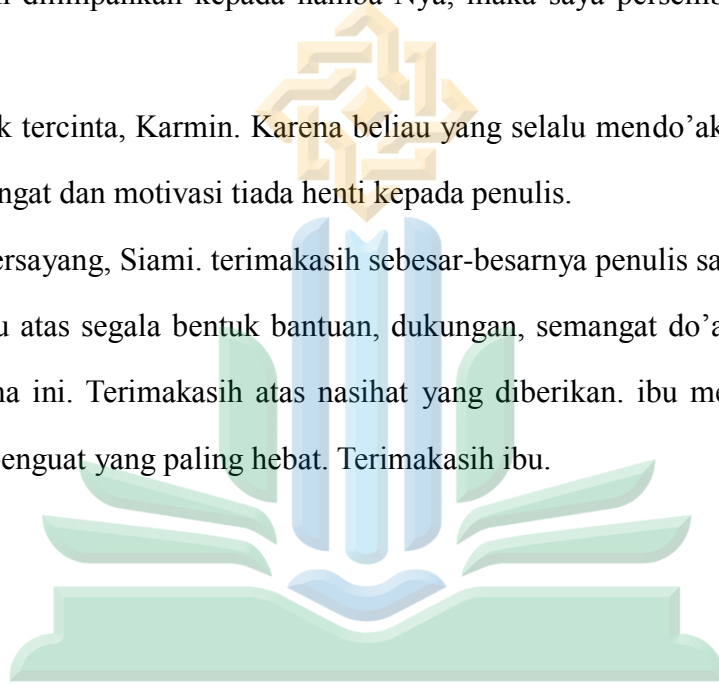 diimpahkan kepada hamba-Nya, maka saya
k tercinta, Karmin. Karena beliau yang selalu mendo’ak
ngat dan motivasi tiada henti kepada penulis.
ersayang, Siami. terimakasih sebesar-besarnya penulis sa
u atas segala bentuk bantuan, dukungan, semangat do’a
na ini. Terimakasih atas nasihat yang diberikan. ibu me
enguat yang paling hebat. Terimakasih ibu.